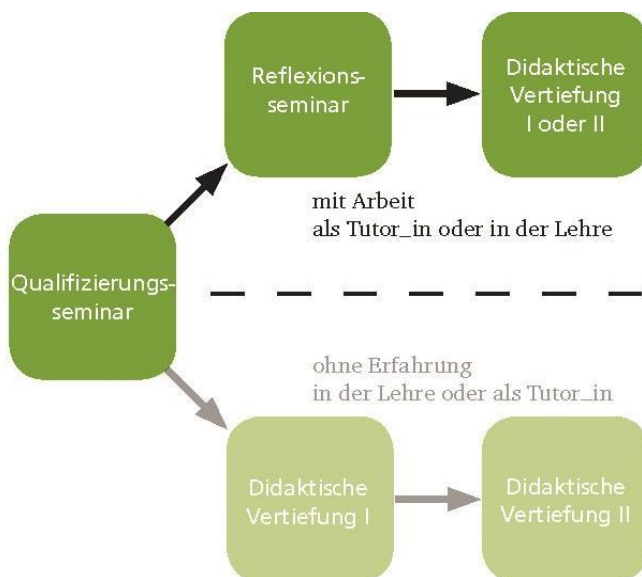 Reflexions-
seminar
Didaktische
Vertiefung
I oder II
mit Arbeit
als Tutor_in oder in der Lehre
Qualifizierungs-
seminar
ohne Erfahrung
in der Lehre oder als Tutor_in
Didaktische
Vertiefung I
Didaktische
Vertiefung II